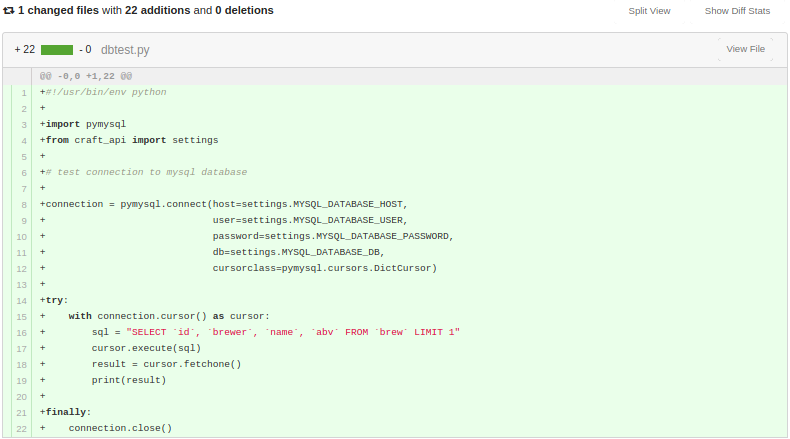 1 changed files with 22 additions and 0 deletions Split View Show Diff Stats
+ 22 - 0 dbtest.py View File
@@ -0,0 +1,22 @@
1 +#!/usr/bin/env python
2 +
3 +import pymysql
4 +from craft_api import settings
5 +
6 +# test connection to mysql database
7 +
8 +connection = pymysql.connect(host=settings.MYSQL_DATABASE_HOST,
9 +                             user=settings.MYSQL_DATABASE_USER,
10 +                             password=settings.MYSQL_DATABASE_PASSWORD,
11 +                             db=settings.MYSQL_DATABASE_DB,
12 +                             cursorclass=pymysql.cursors.DictCursor)
13 +
14 +try:
15 +    with connection.cursor() as cursor:
16 +        sql = "SELECT `id`, `brewer`, `name`, `abv` FROM `brew` LIMIT 1"
17 +        cursor.execute(sql)
18 +        result = cursor.fetchone()
19 +        print(result)
20 +
21 +finally:
22 +    connection.close()